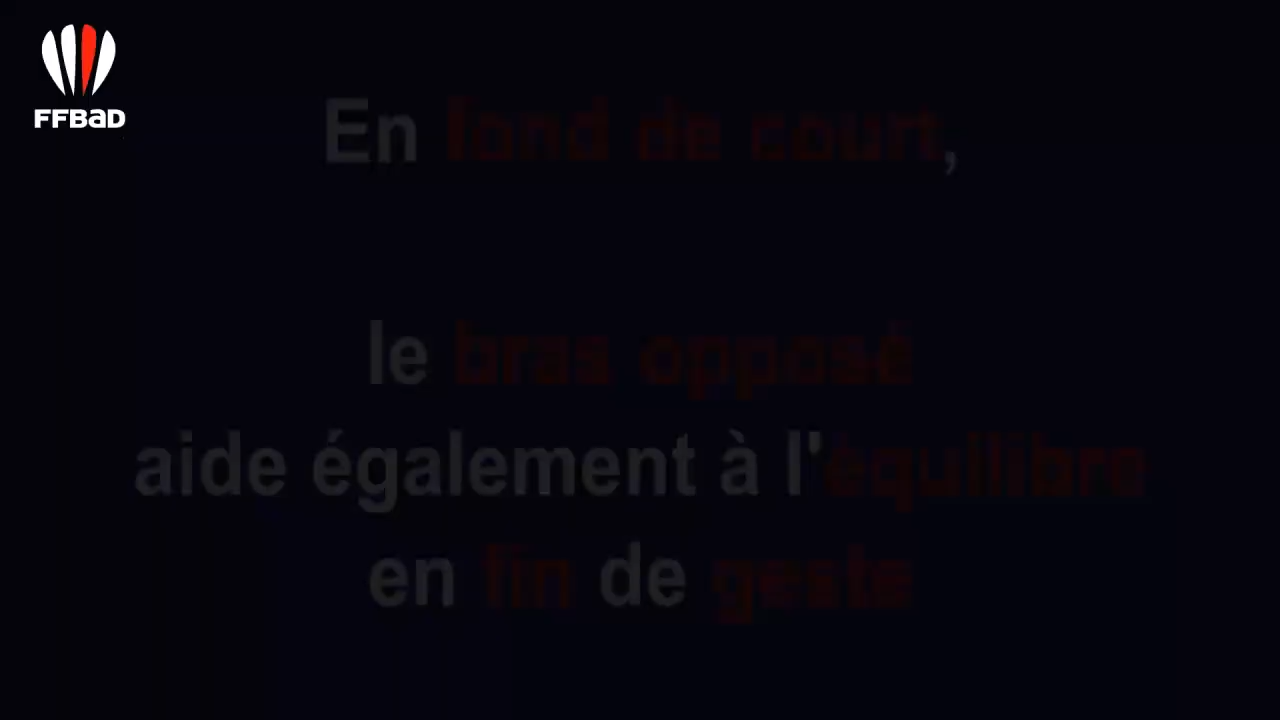 FFBaD
En fond de court,
le bras opposé
aide également à l'équilibre
en fin de geste